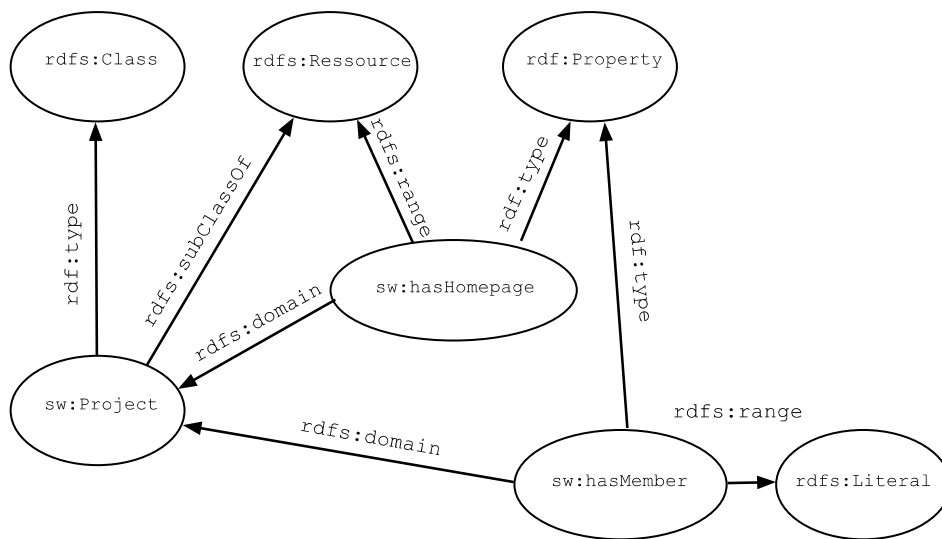 rdfs:Class
rdfs:Ressource
rdf:Property
rdf:type
rdfs:subClassOf
rdfs:range
rdf:type
rdf:type
sw:hasHomepage
rdfs:domain
sw:Project
rdfs:domain
rdfs:range
sw:hasMember
rdfs:Literal